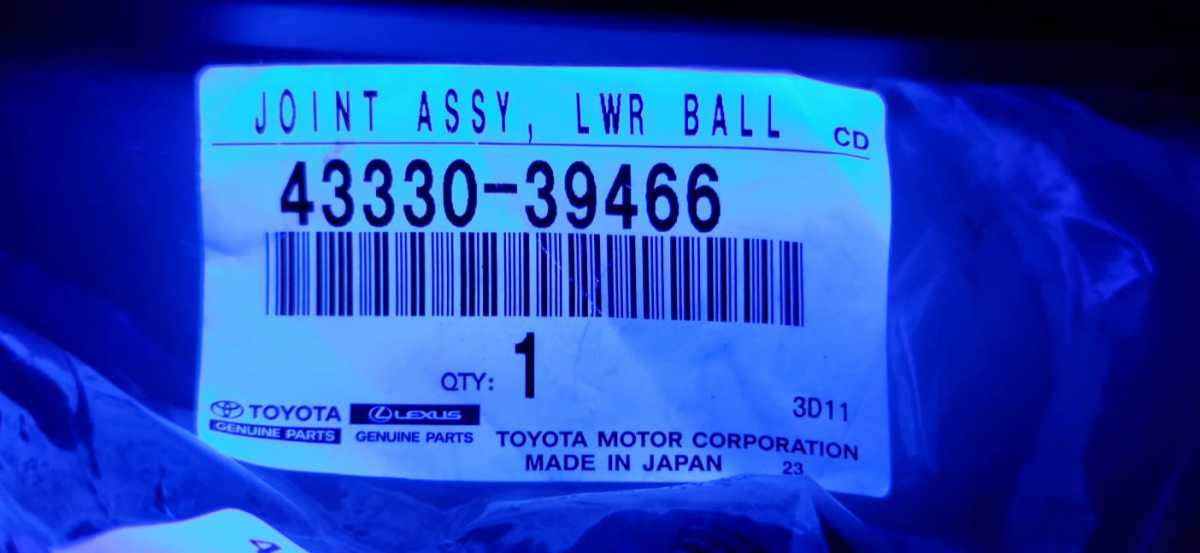 JOINT ASSY, LWR BALL
CD
43330-39466
QTY: 1
3D11
TOYOTA
GENUINE PARTS
LEXUS
GENUINE PARTS
TOYOTA MOTOR CORPORATION
MADE IN JAPAN
23